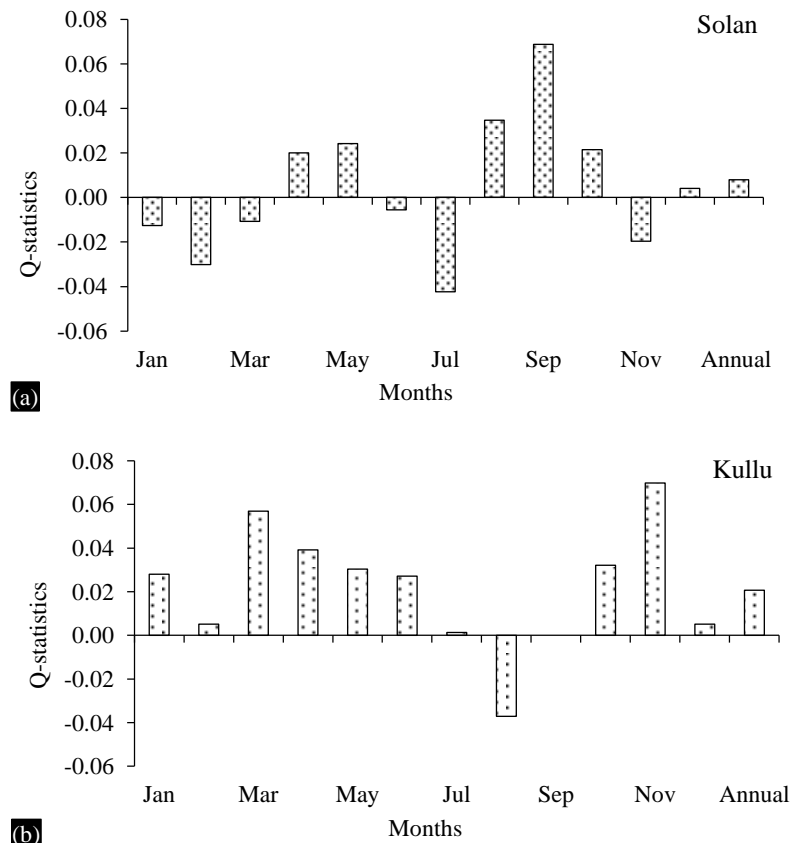 Solan
0.08
0.06
0.04
0.02
0.00
-0.02
-0.04
-0.06
Q-statistics
Jan Mar May Jul Sep Nov Annual
Months
(a)
Kullu
0.08
0.06
0.04
0.02
0.00
-0.02
-0.04
-0.06
Q-statistics
Jan Mar May Jul Sep Nov Annual
Months
(b)